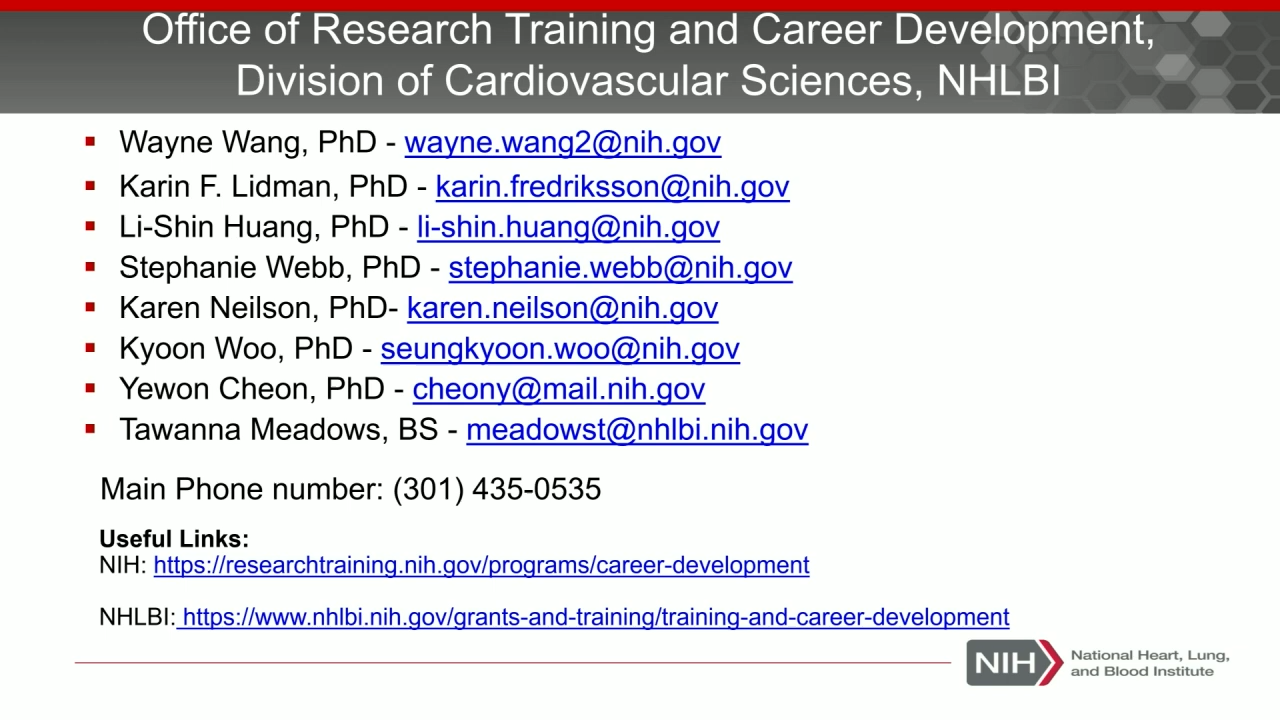 Office of Research Training and Career Development,
Division of Cardiovascular Sciences, NHLBI
▪ Wayne Wang, PhD - wayne.wang2@nih.gov
▪ Karin F. Lidman, PhD - karin.fredriksson@nih.gov
▪ Li-Shin Huang, PhD - li-shin.huang@nih.gov
▪ Stephanie Webb, PhD - stephanie.webb@nih.gov
▪ Karen Neilson, PhD- karen.neilson@nih.gov
▪ Kyoon Woo, PhD - seungkyoon.woo@nih.gov
▪ Yewon Cheon, PhD - cheony@mail.nih.gov
▪ Tawanna Meadows, BS - meadowst@nhlbi.nih.gov
Main Phone number: (301) 435-0535
Useful Links:
NIH: https://researchtraining.nih.gov/programs/career-development
NHLBI: https://www.nhlbi.nih.gov/grants-and-training/training-and-career-development
NIH National Heart, Lung,
and Blood Institute